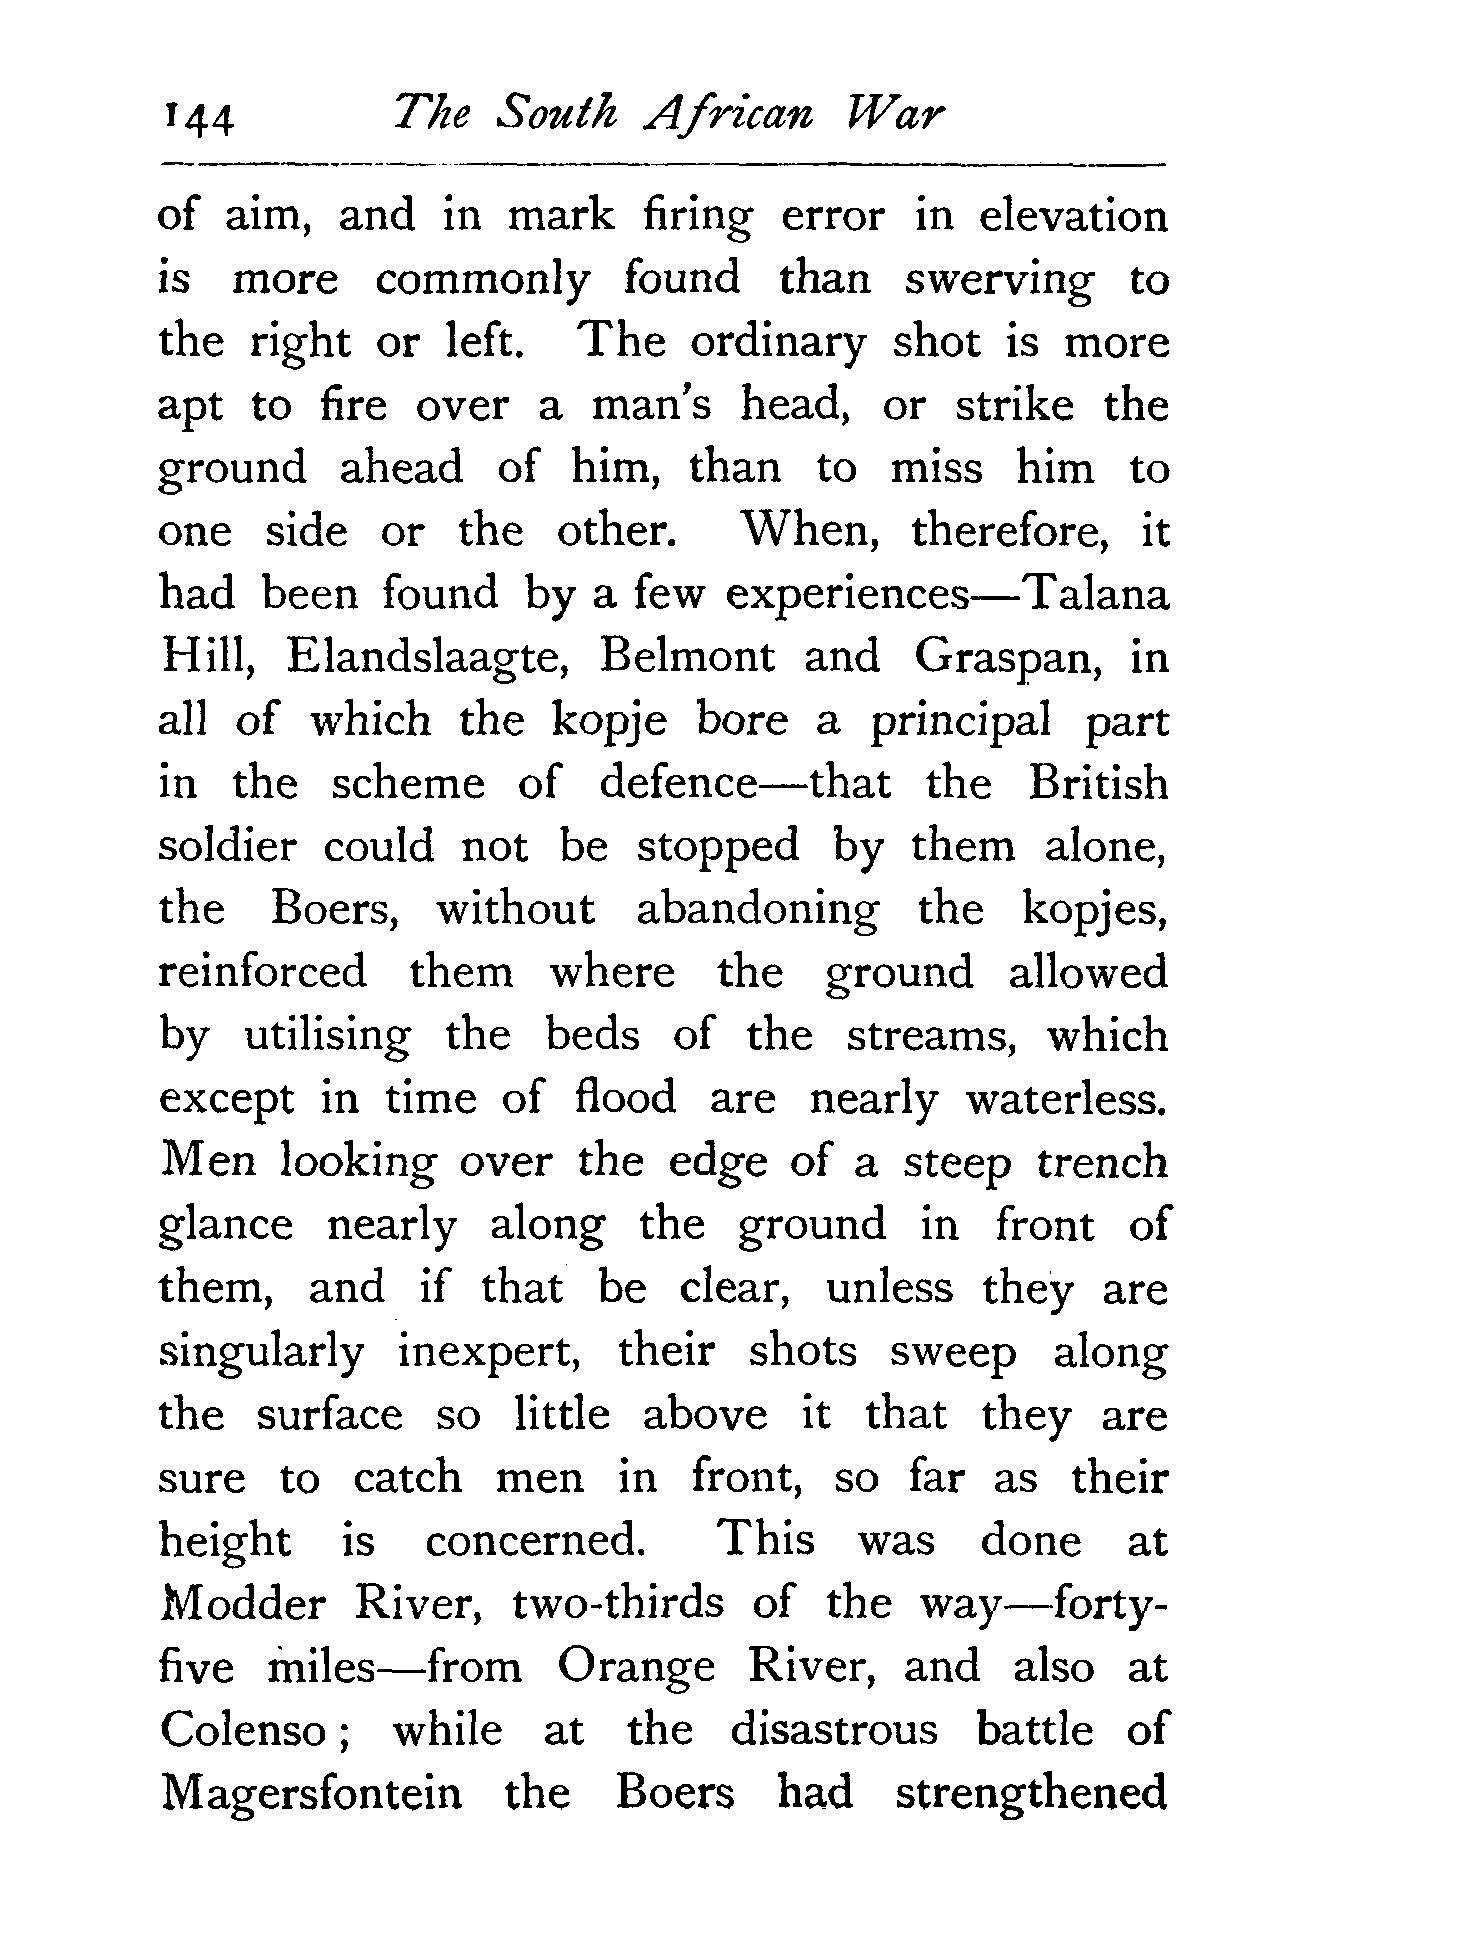 144 The South African War
of aim, and in mark firing error in elevation
is more commonly found than swerving to
the right or left. The ordinary shot is more
apt to fire over a man's head, or strike the
ground ahead of him, than to miss him to
one side or the other. When, therefore, it
had been found by a few experiences—Talana
Hill, Elandslaagte, Belmont and Graspan, in
all of which the kopje bore a principal part
in the scheme of defence—that the British
soldier could not be stopped by them alone,
the Boers, without abandoning the kopjes,
reinforced them where the ground allowed
by utilising the beds of the streams, which
except in time of flood are nearly waterless.
Men looking over the edge of a steep trench
glance nearly along the ground in front of
them, and if that be clear, unless they are
singularly inexpert, their shots sweep along
the surface so little above it that they are
sure to catch men in front, so far as their
height is concerned. This was done at
Modder River, two-thirds of the way—forty-
five miles—from Orange River, and also at
Colenso; while at the disastrous battle of
Magersfontein the Boers had strengthened